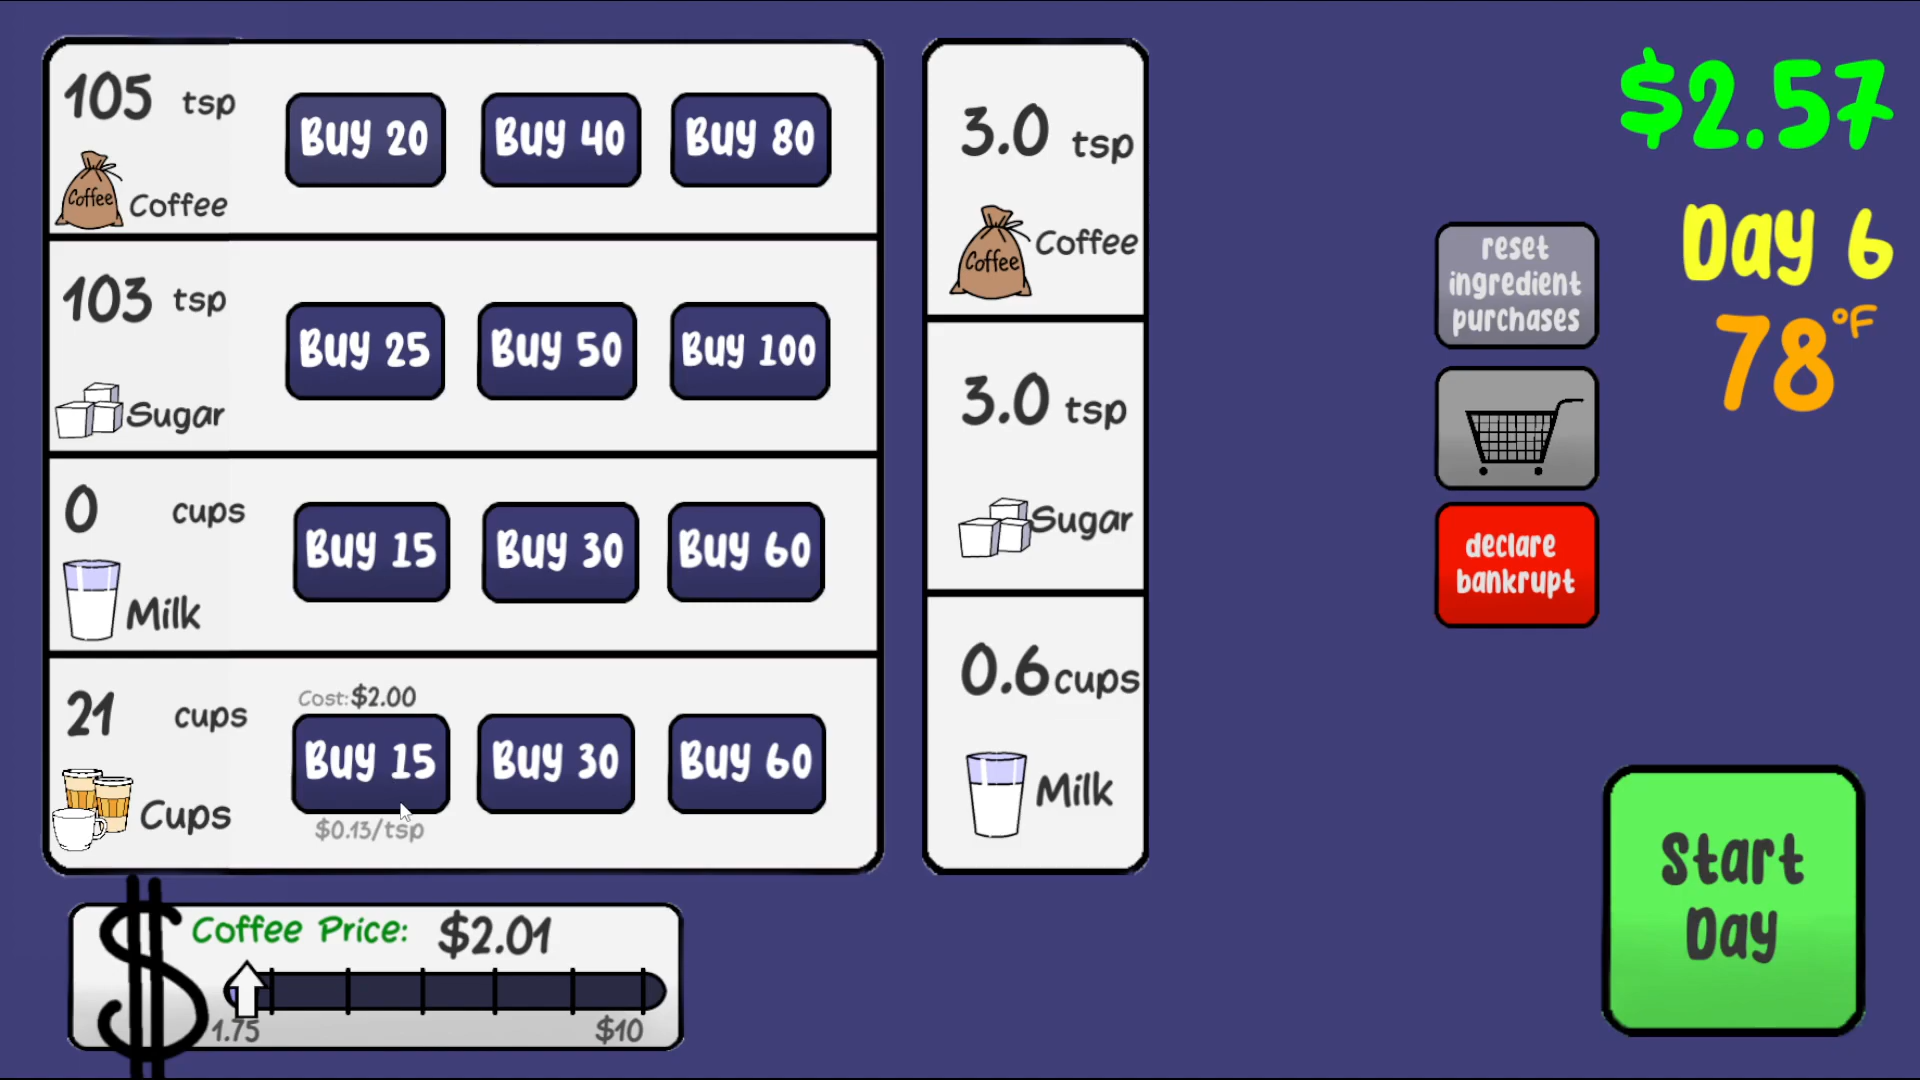 105 tsp
Coffee
Coffee
Buy 20
Buy 40
Buy 80
103 tsp
Sugar
Buy 25
Buy 50
Buy 100
0 cups
Milk
Buy 15
Buy 30
Buy 60
21 cups
Cups
Cost: $2.00
Buy 15
$0.13/tsp
Buy 30
Buy 60
3.0 tsp
Coffee
Coffee
3.0 tsp
Sugar
0.6 cups
Milk
$2.57
Day 6
78°F
reset
ingredient
purchases
declare
bankrupt
$
Coffee Price: $2.01
1.75
$10
Start
Day